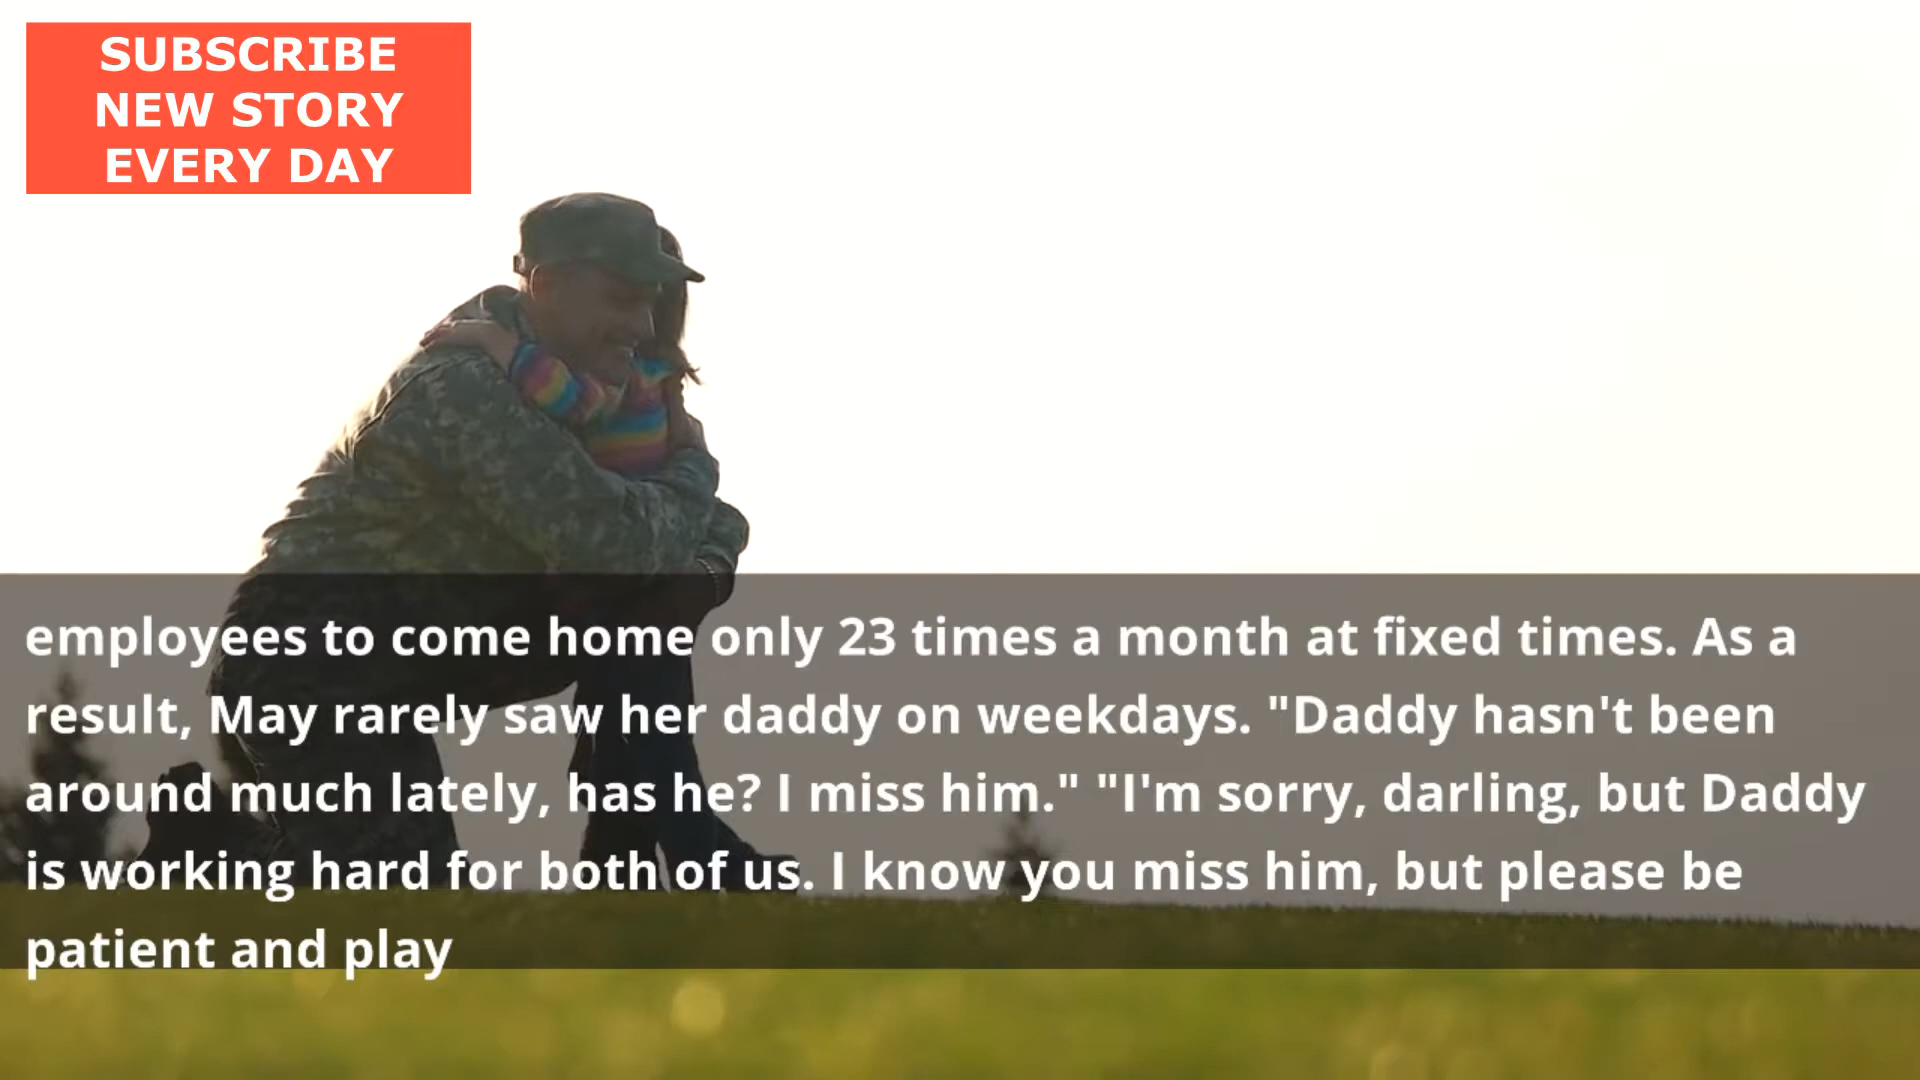 SUBSCRIBE
NEW STORY
EVERY DAY
employees to come home only 23 times a month at fixed times. As a
result, May rarely saw her daddy on weekdays. "Daddy hasn't been
around much lately, has he? I miss him." "I'm sorry, darling, but Daddy
is working hard for both of us. I know you miss him, but please be
patient and play